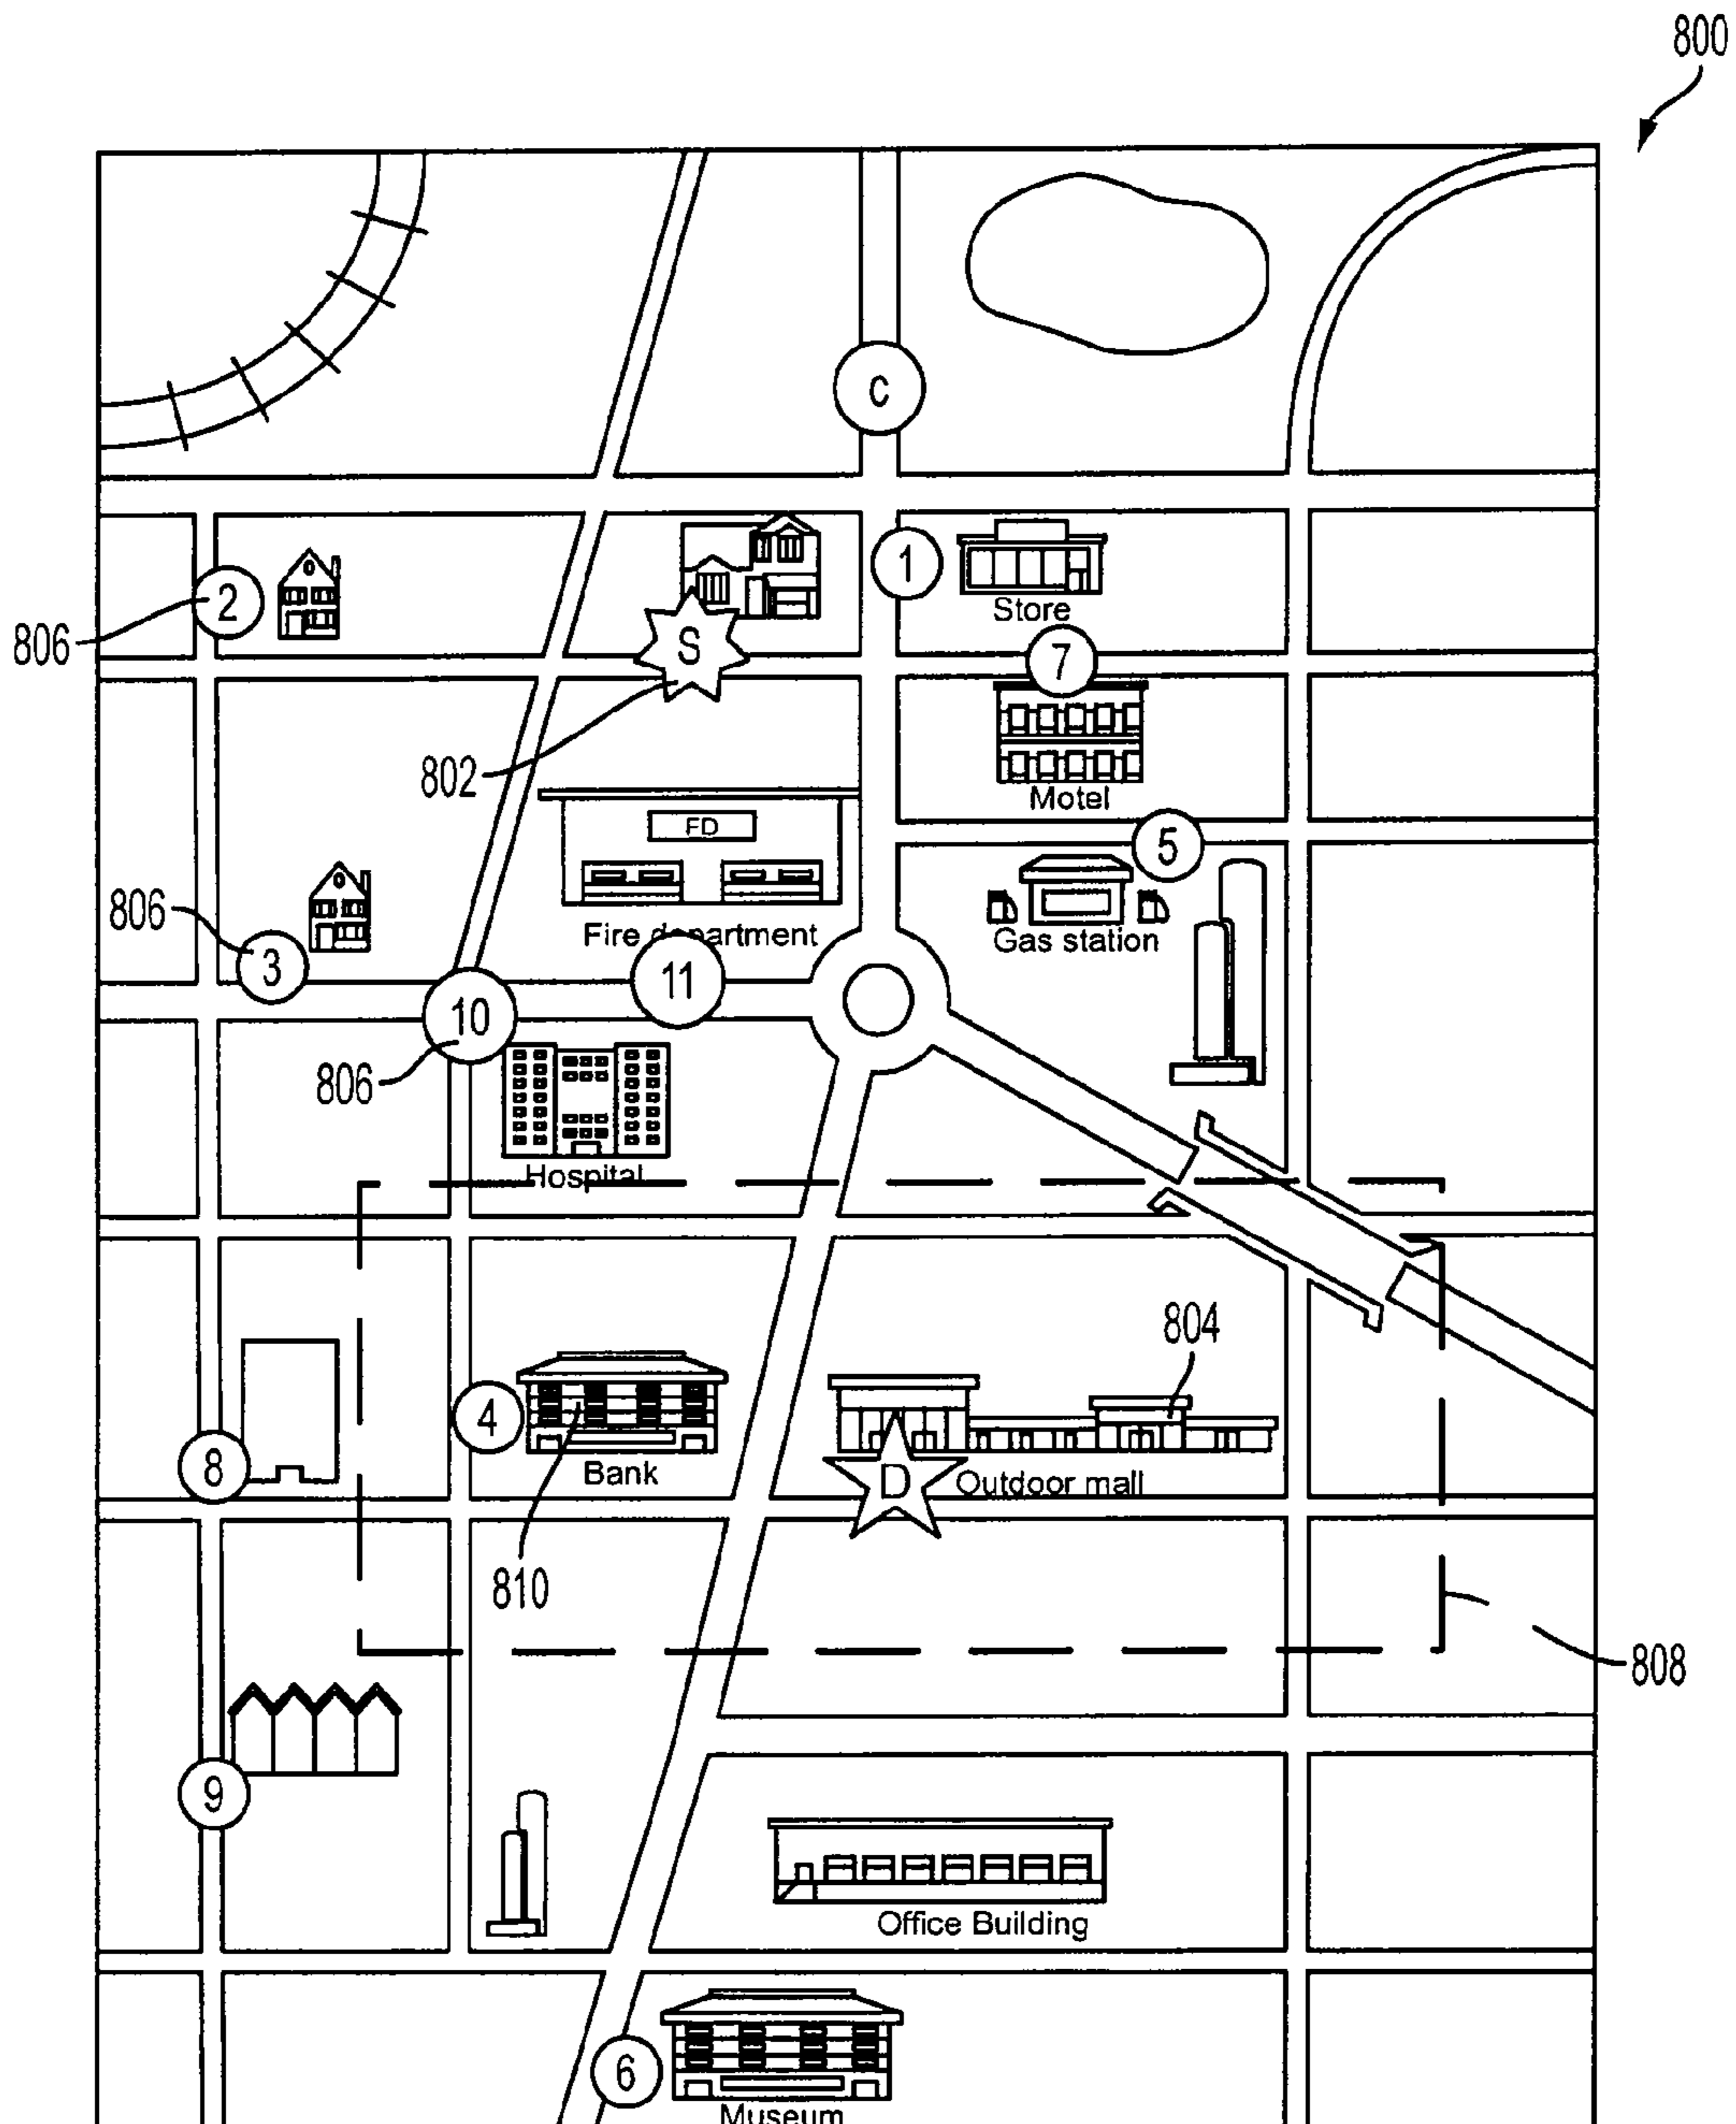 800
C
1
Store
2
806
S
7
802
Motel
FD
5
806
Fire department
Gas station
3
11
10
806
Hospital
804
4
8
Bank
D
Outdoor mall
810
808
9
Office Building
6
Museum